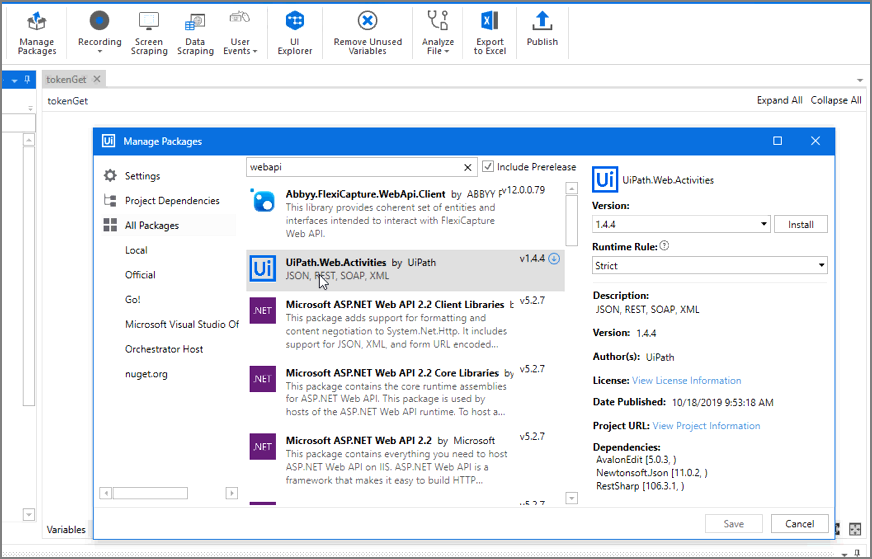 Manage
Packages
Recording
Screen
Scraping
Data
Scraping
User
Events
UI
Explorer
Remove Unused
Variables
Analyze
File
Export
to Excel
Publish
tokenGet
tokenGet
Expand All Collapse All
Ui Manage Packages
webapi
Include Prerelease
Settings
Project Dependencies
All Packages
Local
Official
Go!
Microsoft Visual Studio Of
Orchestrator Host
nuget.org
Abbyy.FlexiCapture.WebApi.Client by ABBYY v12.0.0.79
This library provides coherent set of entities and
interfaces intended to interact with FlexiCapture
Web API.
Ui
UiPath.Web.Activities by UiPath v1.4.4
JSON, REST, SOAP, XML
.NET
Microsoft ASP.NET Web API 2.2 Client Libraries v5.2.7
This package adds support for formatting and
content negotiation to System.Net.Http. It includes
support for JSON, XML, and form URL encoded...
.NET
Microsoft ASP.NET Web API 2.2 Core Libraries by v5.2.7
This package contains the core runtime assemblies
for ASP.NET Web API. This package is used by
hosts of the ASP.NET Web API runtime. To host a...
.NET
Microsoft ASP.NET Web API 2.2 by Microsoft v5.2.7
This package contains everything you need to host
ASP.NET Web API on IIS. ASP.NET Web API is a
framework that makes it easy to build HTTP...
Ui UiPath.Web.Activities
Version:
1.4.4 Install
Runtime Rule: ?
Strict
Description:
JSON, REST, SOAP, XML
Version: 1.4.4
Author(s): UiPath
License: View License Information
Date Published: 10/18/2019 9:53:18 AM
Project URL: View Project Information
Dependencies:
AvalonEdit [5.0.3, )
Newtonsoft.Json [11.0.2, )
RestSharp [106.3.1, )
Save Cancel
Variables